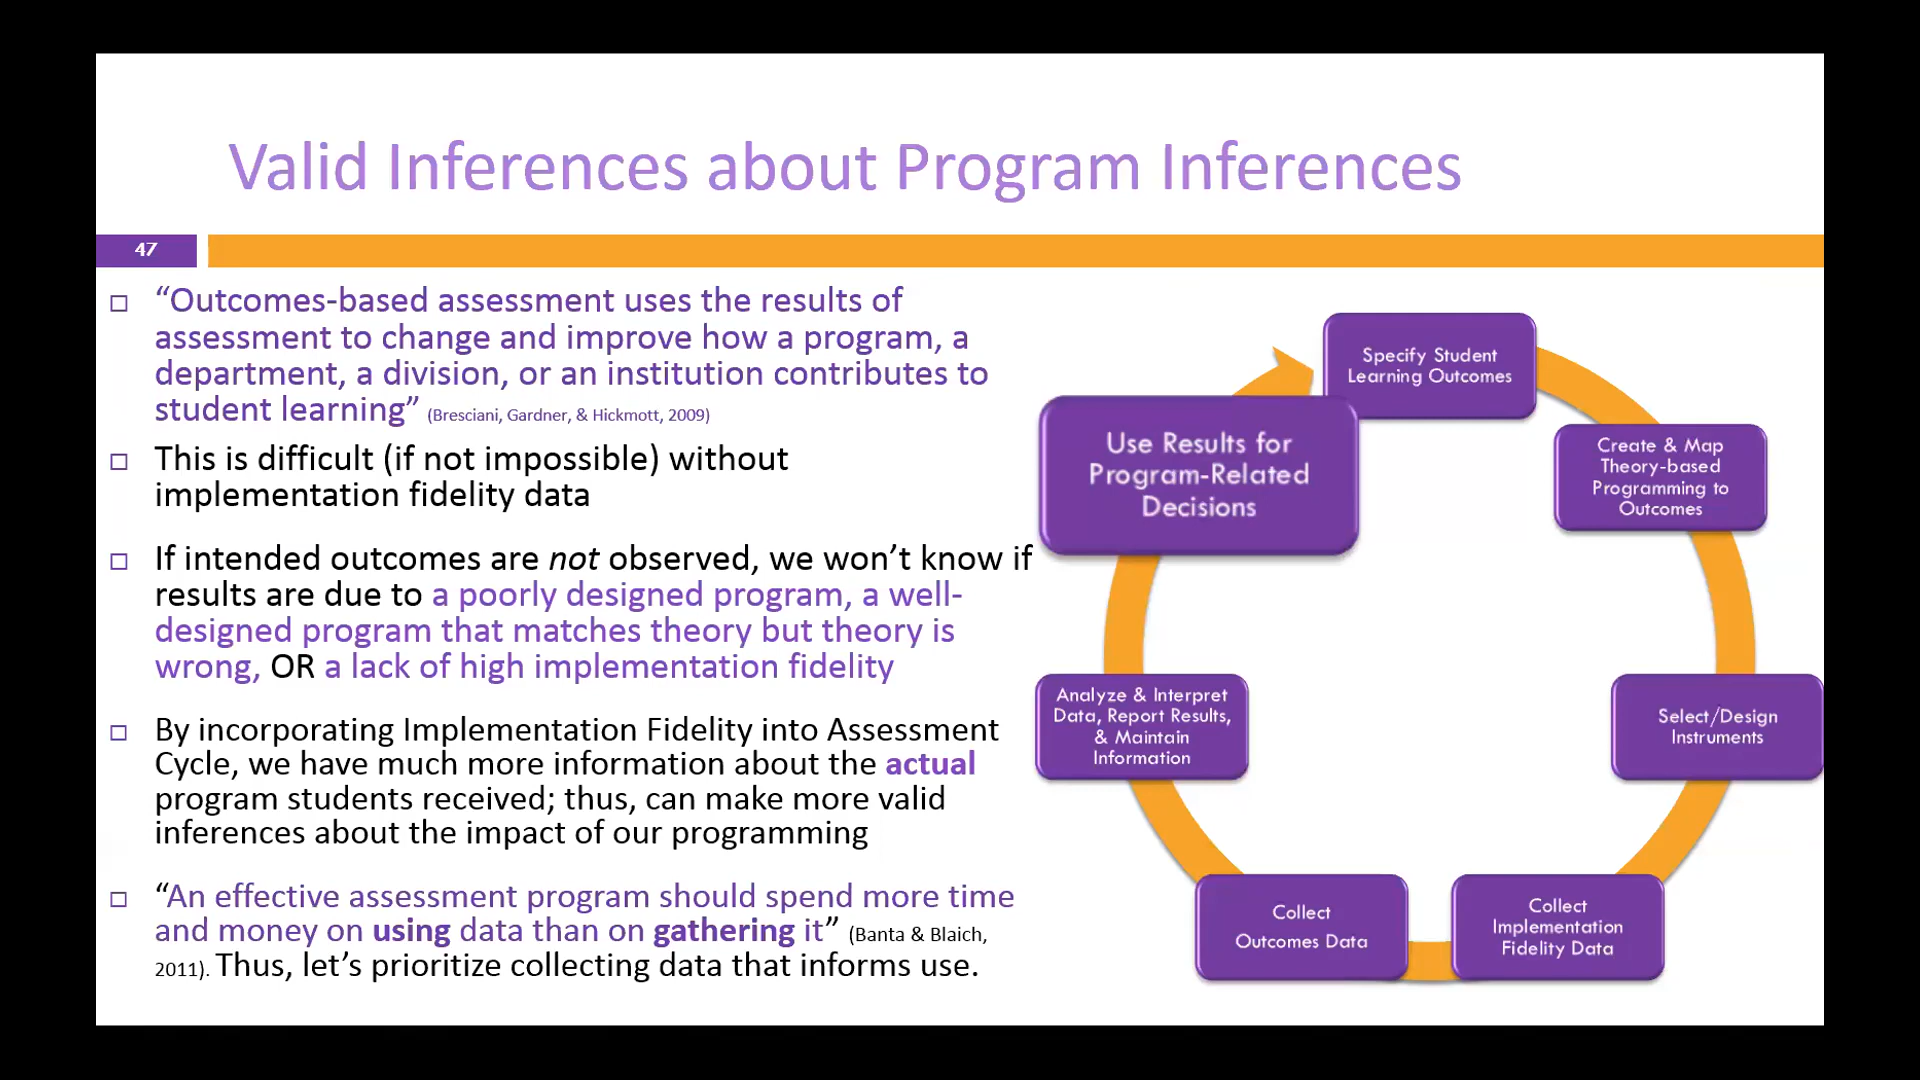 Valid Inferences about Program Inferences
47
“Outcomes-based assessment uses the results of
assessment to change and improve how a program, a
department, a division, or an institution contributes to
student learning” (Bresciani, Gardner, & Hickmott, 2009)
This is difficult (if not impossible) without
implementation fidelity data
If intended outcomes are not observed, we won’t know if
results are due to a poorly designed program, a well-
designed program that matches theory but theory is
wrong, OR a lack of high implementation fidelity
By incorporating Implementation Fidelity into Assessment
Cycle, we have much more information about the actual
program students received; thus, can make more valid
inferences about the impact of our programming
“An effective assessment program should spend more time
and money on using data than on gathering it” (Banta & Blaich,
2011). Thus, let’s prioritize collecting data that informs use.
Specify Student
Learning Outcomes
Create & Map
Theory-based
Programming to
Outcomes
Select/Design
Instruments
Collect
Implementation
Fidelity Data
Collect
Outcomes Data
Analyze & Interpret
Data, Report Results,
& Maintain
Information
Use Results for
Program-Related
Decisions